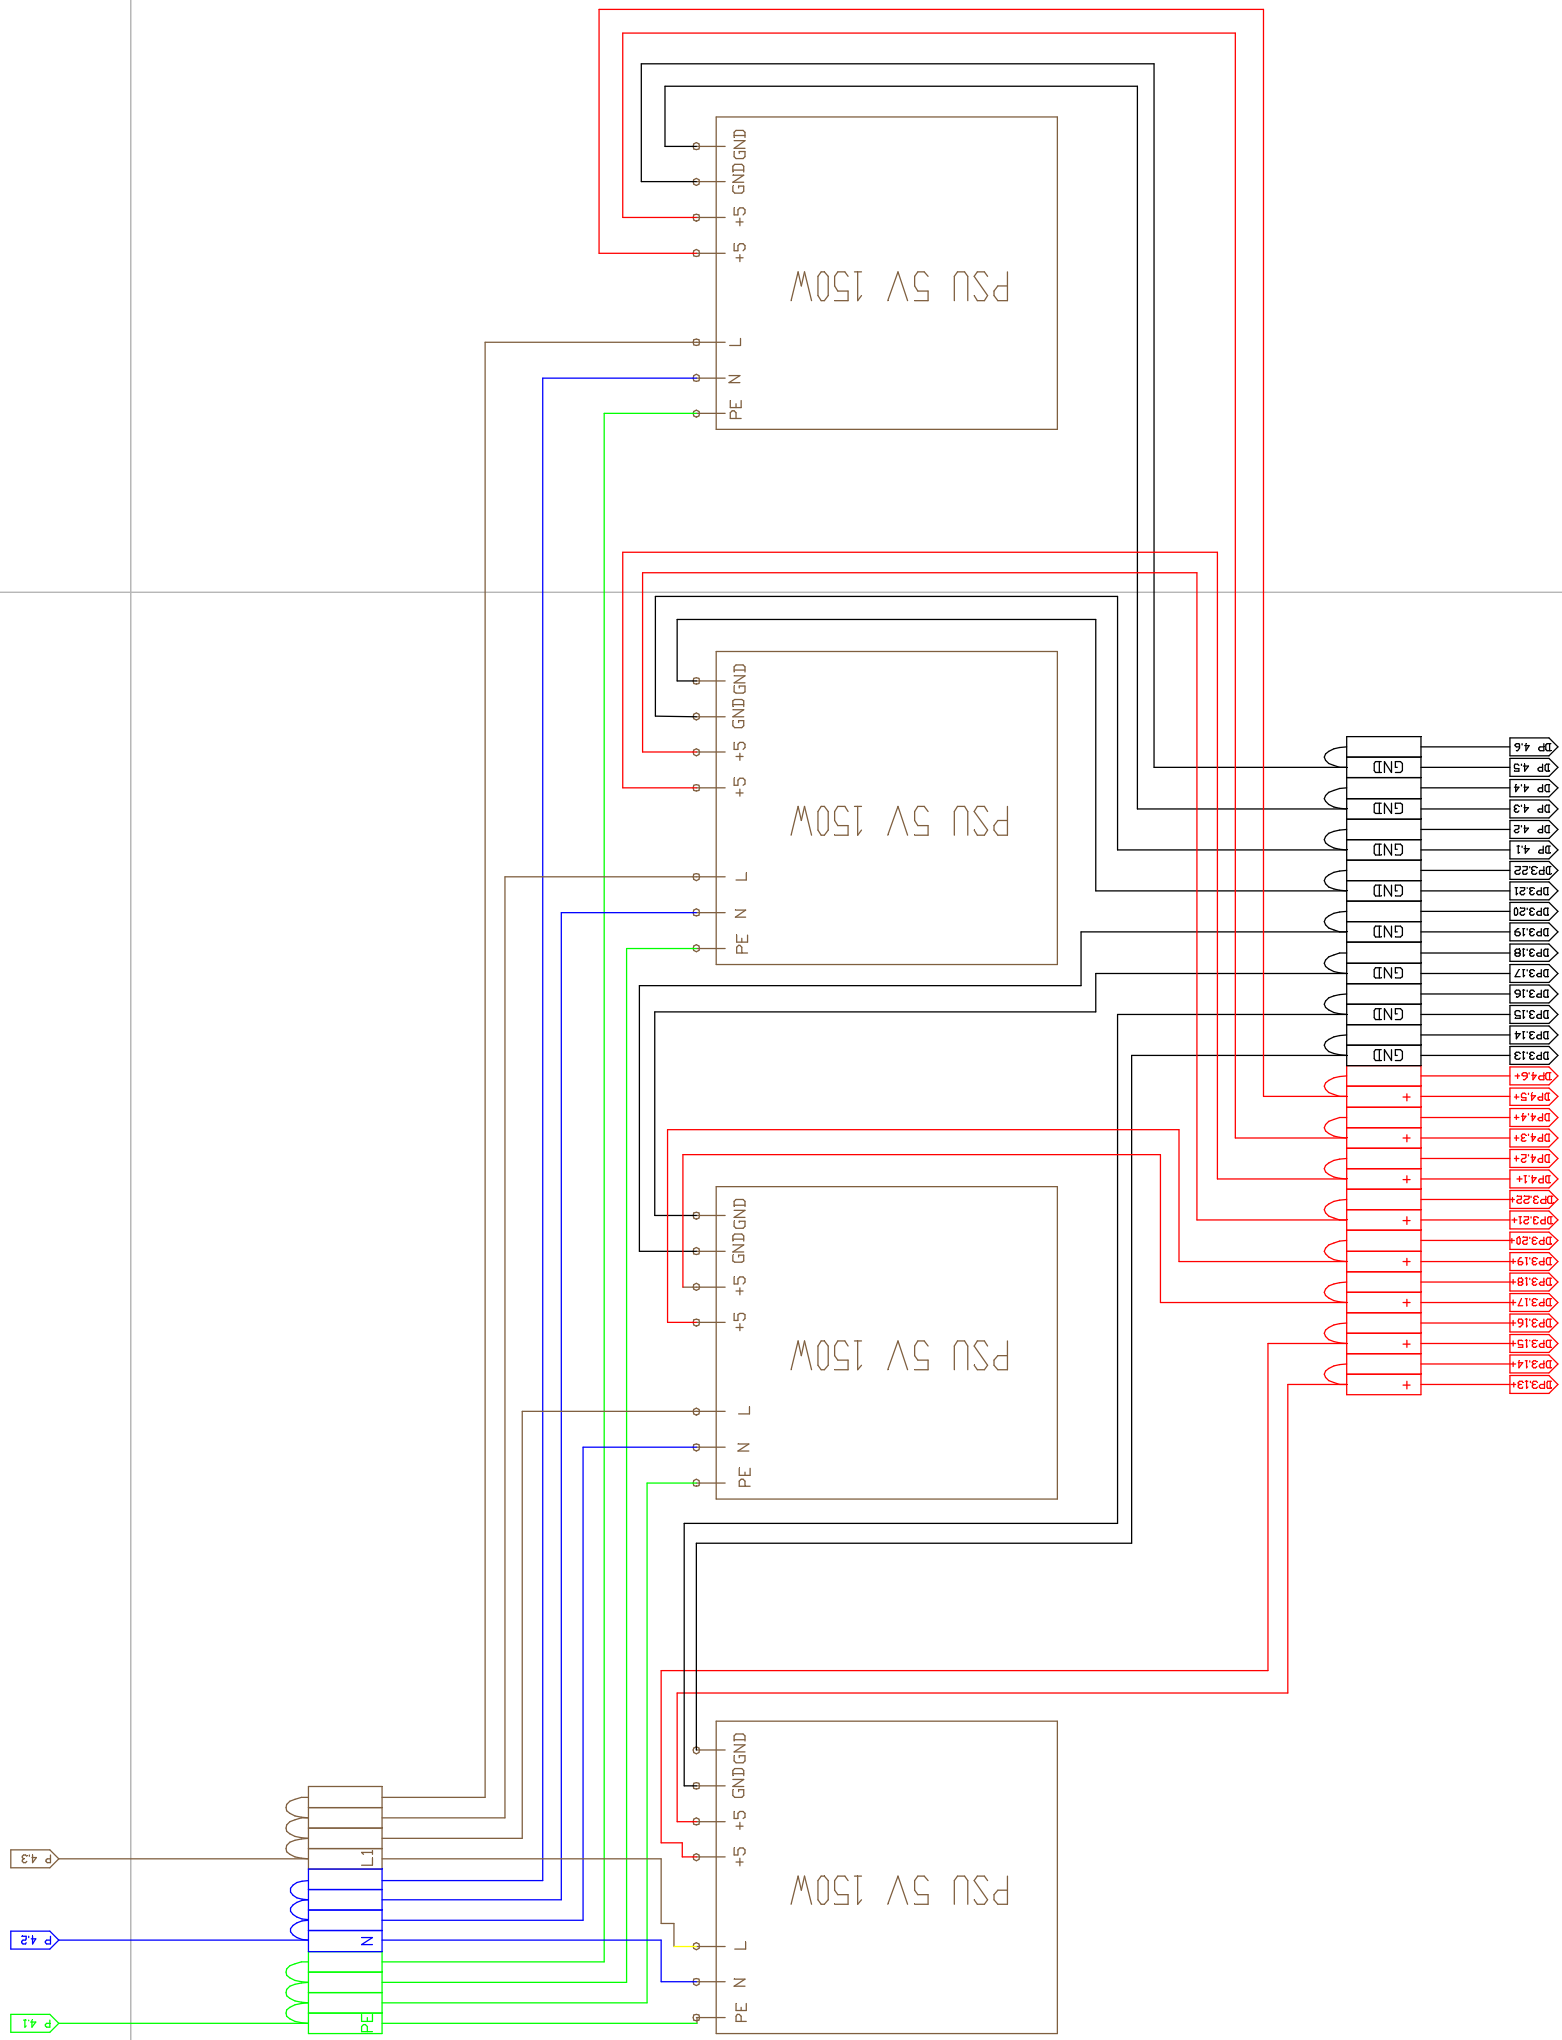 GND
GND
+5
+5
PSU 5V 150W
L
N
PE
GND
GND
+5
+5
PSU 5V 150W
L
N
PE
GND
GND
+5
+5
PSU 5V 150W
L
N
PE
GND
GND
+5
+5
PSU 5V 150W
L
N
PE
P 4.3
L1
P 4.2
N
P 4.1
PE
DP 4.6
GND
DP 4.5
DP 4.4
GND
DP 4.3
DP 4.2
GND
DP 4.1
DP3.22
GND
DP3.21
DP3.20
GND
DP3.19
DP3.18
GND
DP3.17
DP3.16
GND
DP3.15
DP3.14
GND
DP3.13
DP4.6+
+
DP4.5+
DP4.4+
+
DP4.3+
DP4.2+
+
DP4.1+
DP3.22+
+
DP3.21+
DP3.20+
+
DP3.19+
DP3.18+
+
DP3.17+
DP3.16+
+
DP3.15+
DP3.14+
+
DP3.13+